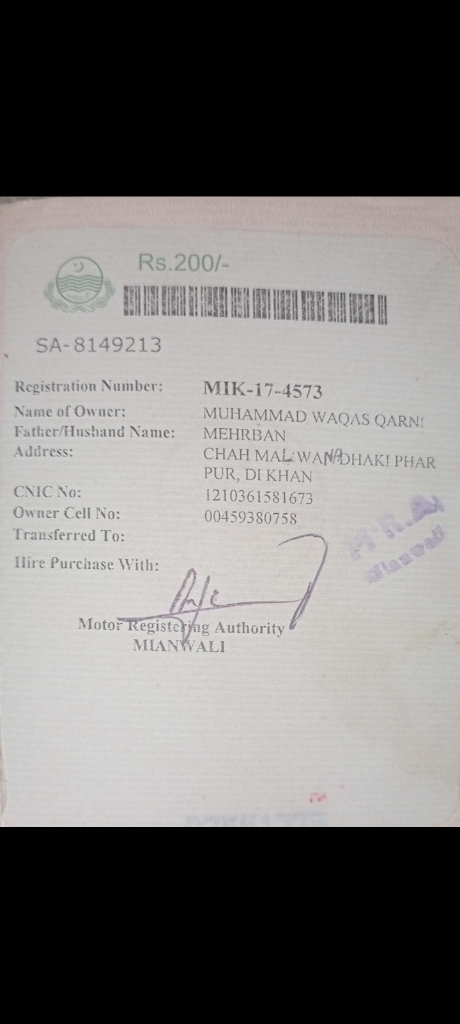 Rs.200/-
SA-8149213
Registration Number: MIK-17-4573
Name of Owner: MUHAMMAD WAQAS QARNI
Father/Husband Name: MEHRBAN
Address: CHAH MAL WANADHAKI PHAR
PUR, DI KHAN
CNIC No: 1210361581673
Owner Cell No: 00459380758
Transferred To:
Hire Purchase With:
M.R.A.
Mianwali
Motor Registering Authority
MIANWALI